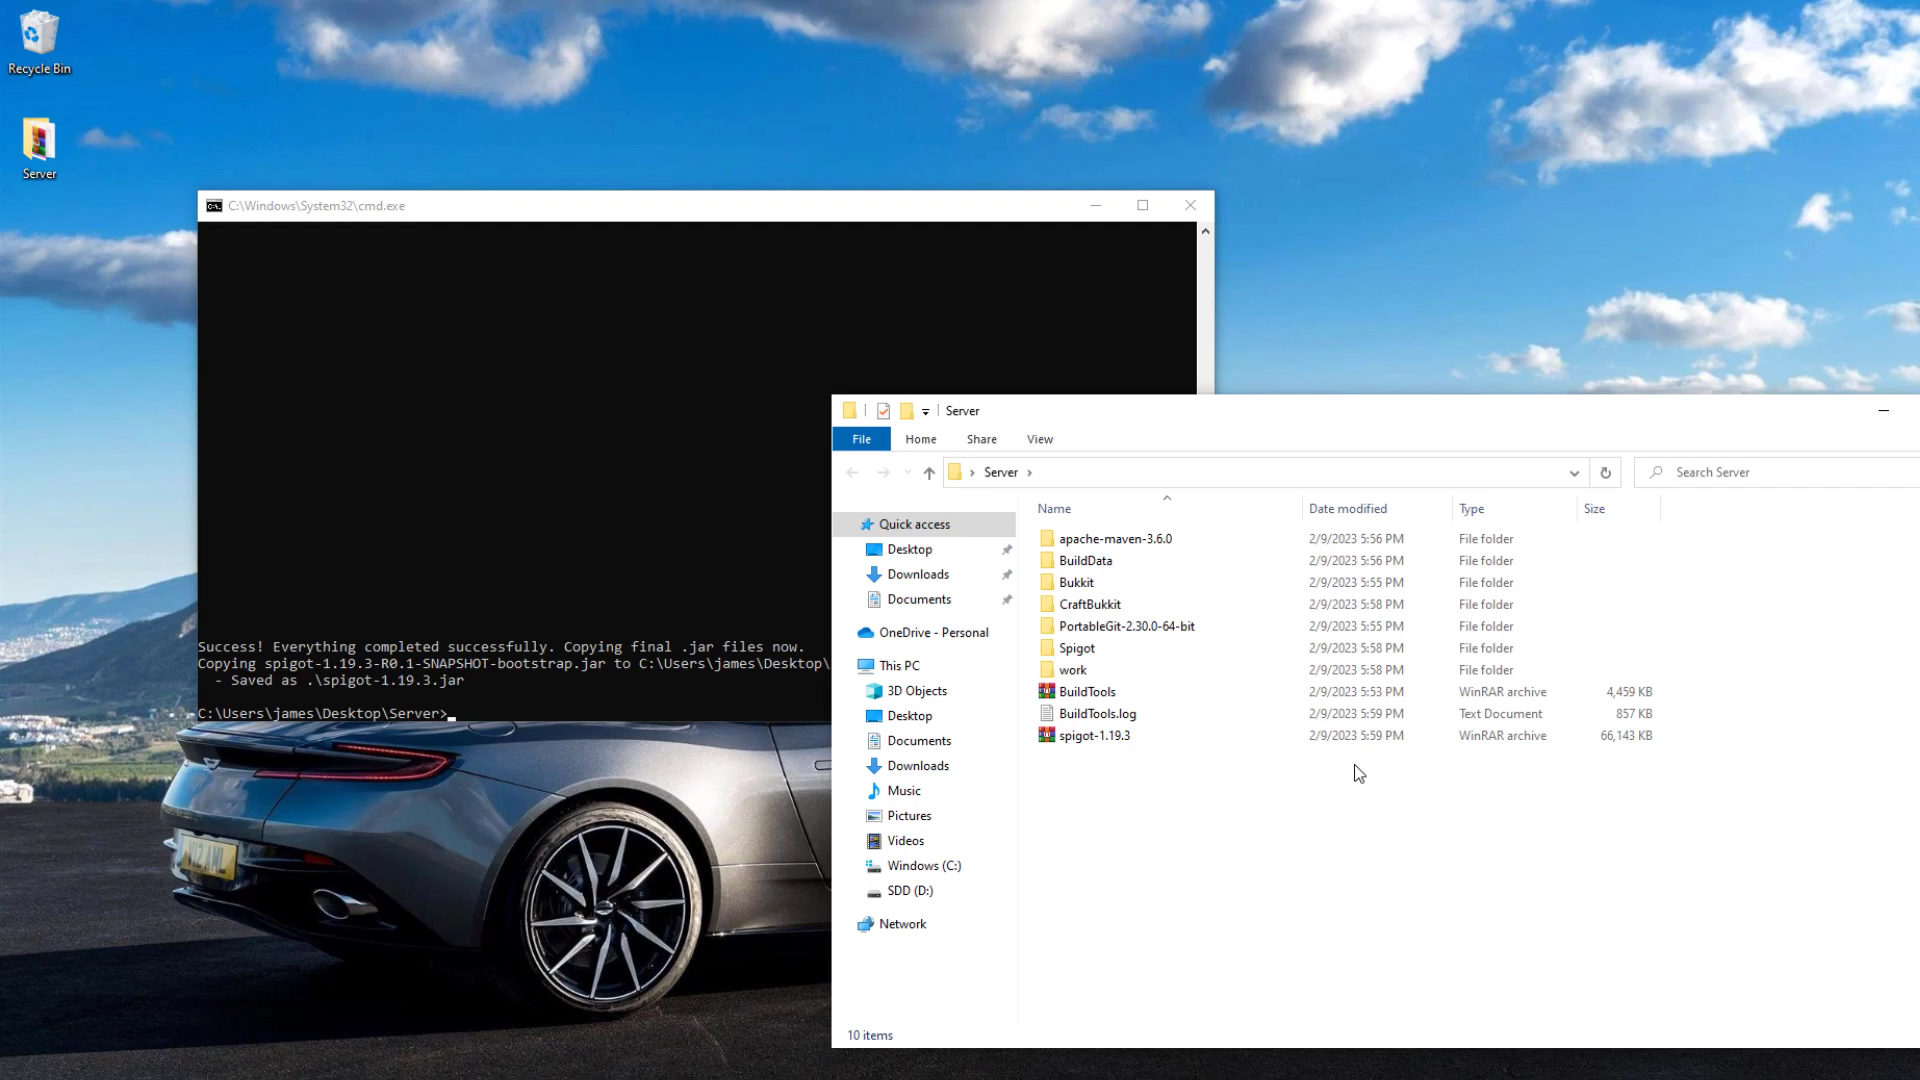 Recycle Bin
Server
C:\Windows\System32\cmd.exe
Success! Everything completed successfully. Copying final .jar files now.
Copying spigot-1.19.3-R0.1-SNAPSHOT-bootstrap.jar to C:\Users\james\Desktop\
- Saved as .\spigot-1.19.3.jar
C:\Users\james\Desktop\Server>
Server
File Home Share View
Server
Search Server
Name Date modified Type Size
Quick access
Desktop
Downloads
Documents
OneDrive - Personal
This PC
3D Objects
Desktop
Documents
Downloads
Music
Pictures
Videos
Windows (C:)
SDD (D:)
Network
apache-maven-3.6.0 2/9/2023 5:56 PM File folder
BuildData 2/9/2023 5:56 PM File folder
Bukkit 2/9/2023 5:55 PM File folder
CraftBukkit 2/9/2023 5:58 PM File folder
PortableGit-2.30.0-64-bit 2/9/2023 5:55 PM File folder
Spigot 2/9/2023 5:58 PM File folder
work 2/9/2023 5:58 PM File folder
BuildTools 2/9/2023 5:53 PM WinRAR archive 4,459 KB
BuildTools.log 2/9/2023 5:59 PM Text Document 857 KB
spigot-1.19.3 2/9/2023 5:59 PM WinRAR archive 66,143 KB
10 items